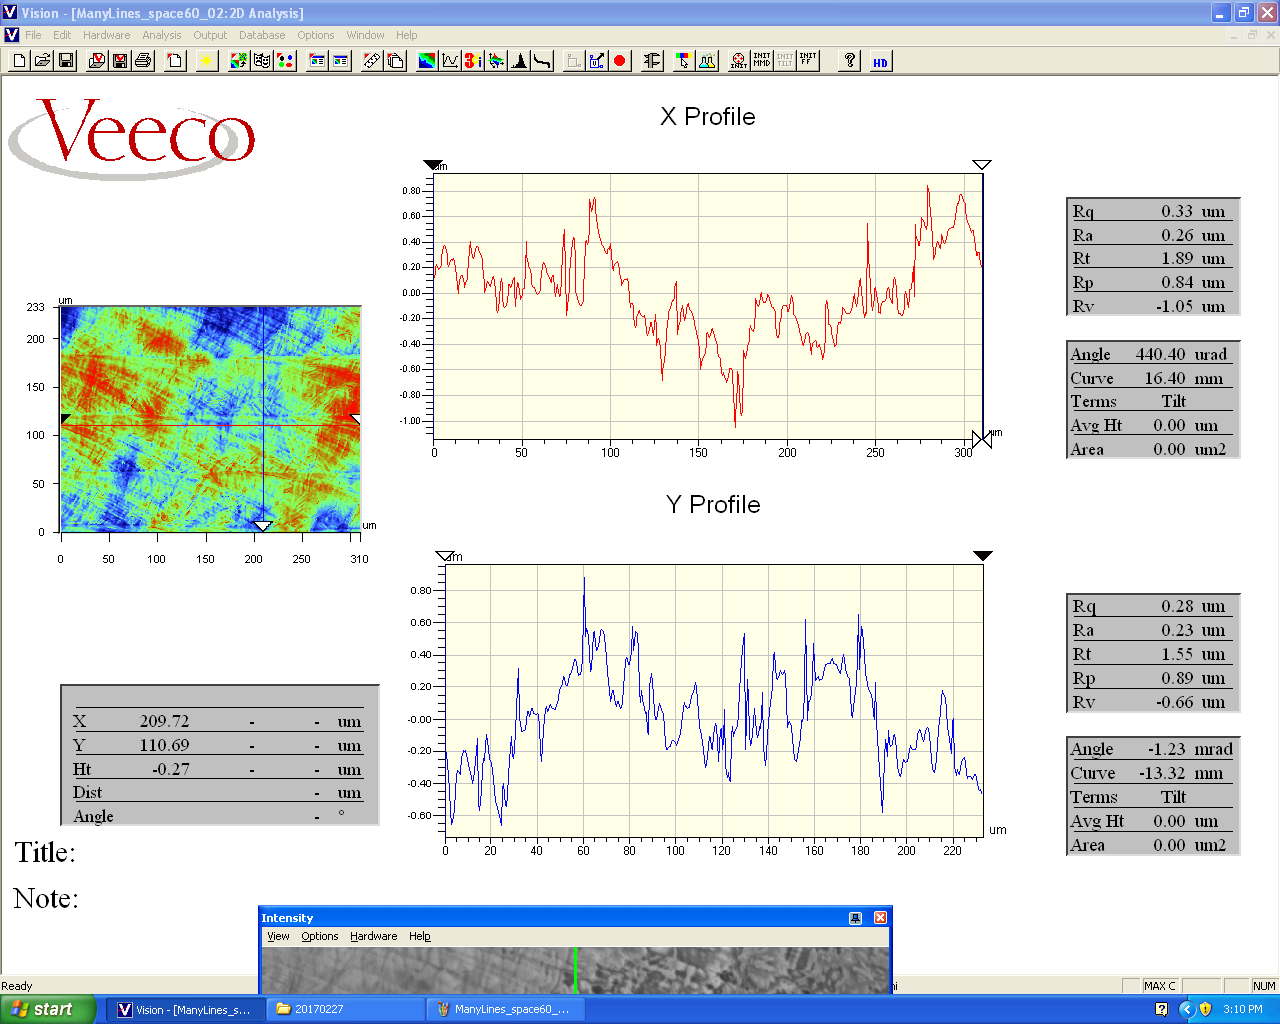 Vision - [ManyLines_space60_02:2D Analysis]
File Edit Hardware Analysis Output Database Options Window Help
INIT INIT MMD INIT TILT INIT FF ? HD
Veeco
X Profile
um
0.80
0.60
0.40
0.20
0.00
-0.20
-0.40
-0.60
-0.80
-1.00
0 50 100 150 200 250 300
um
Rq 0.33 um
Ra 0.26 um
Rt 1.89 um
Rp 0.84 um
Rv -1.05 um
Angle 440.40 urad
Curve 16.40 mm
Terms Tilt
Avg Ht 0.00 um
Area 0.00 um2
um
233
200
150
100
50
0
um
0 50 100 150 200 250 310
Y Profile
um
0.80
0.60
0.40
0.20
-0.00
-0.20
-0.40
-0.60
um
0 20 40 60 80 100 120 140 160 180 200 220
Rq 0.28 um
Ra 0.23 um
Rt 1.55 um
Rp 0.89 um
Rv -0.66 um
Angle -1.23 mrad
Curve -13.32 mm
Terms Tilt
Avg Ht 0.00 um
Area 0.00 um2
X 209.72 - - um
Y 110.69 - - um
Ht -0.27 - - um
Dist - um
Angle - °
Title:
Note:
Intensity
View Options Hardware Help
Ready
MAX C
NUM
start
Vision - [ManyLines_s...
20170227
ManyLines_space60_...
3:10 PM